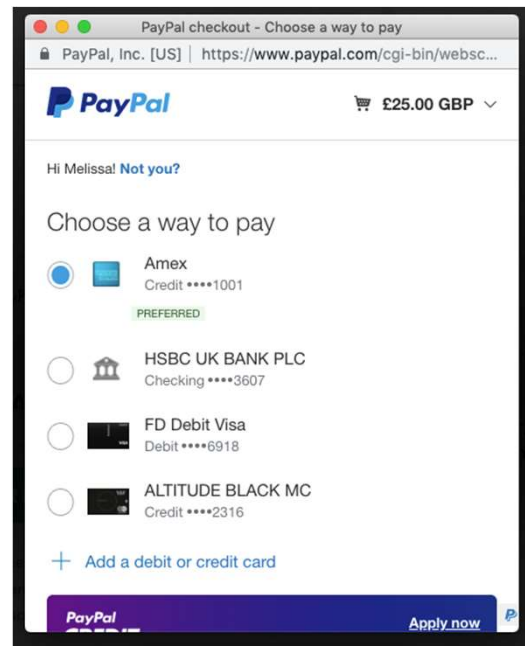 PayPal checkout - Choose a way to pay
PayPal, Inc. [US] | https://www.paypal.com/cgi-bin/websc...
PayPal
£25.00 GBP
Hi Melissa! Not you?
Choose a way to pay
Amex
Credit ••••1001
PREFERRED
HSBC UK BANK PLC
Checking ••••3607
FD Debit Visa
Debit ••••6918
ALTITUDE BLACK MC
Credit ••••2316
+ Add a debit or credit card
PayPal
CREDIT
Apply now